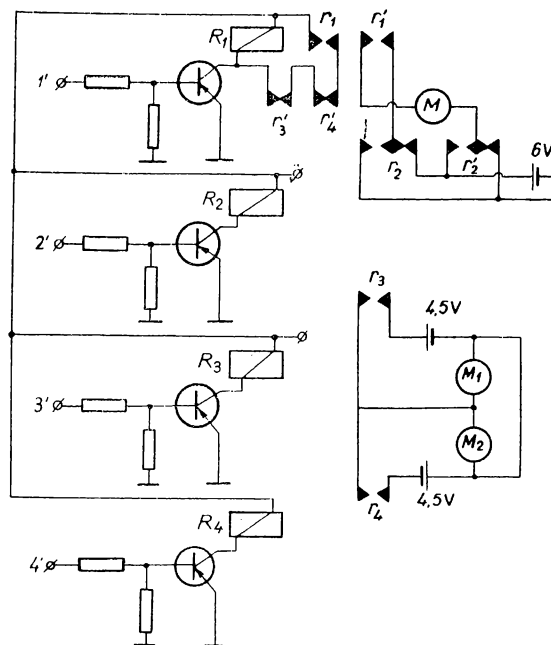 r₁ r₁'
R₁
1' M
r₃' r₄' r₂ r₂' 6V
R₂
2'
r₃
4,5V
R₃ M₁
3' M₂
r₄ 4,5V
R₄
4'